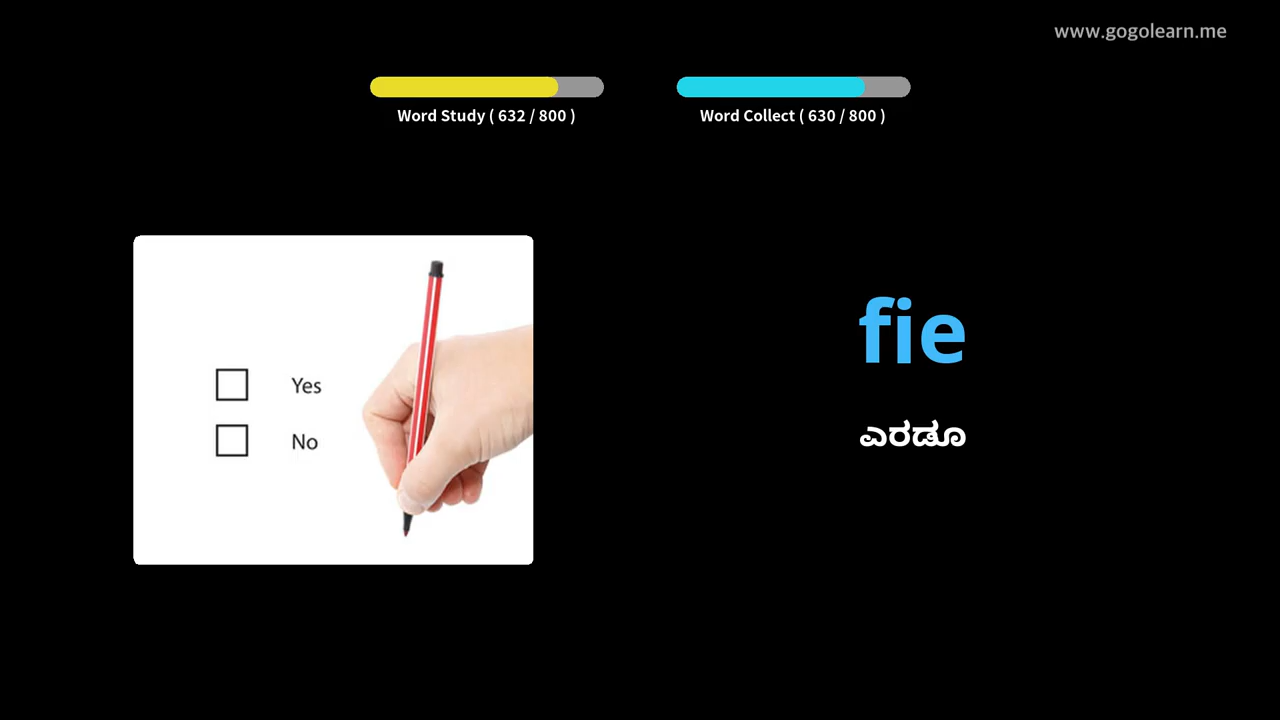 www.gogolearn.me
Word Study ( 632 / 800 )
Word Collect ( 630 / 800 )
Yes
No
fie
ಎರಡೂ